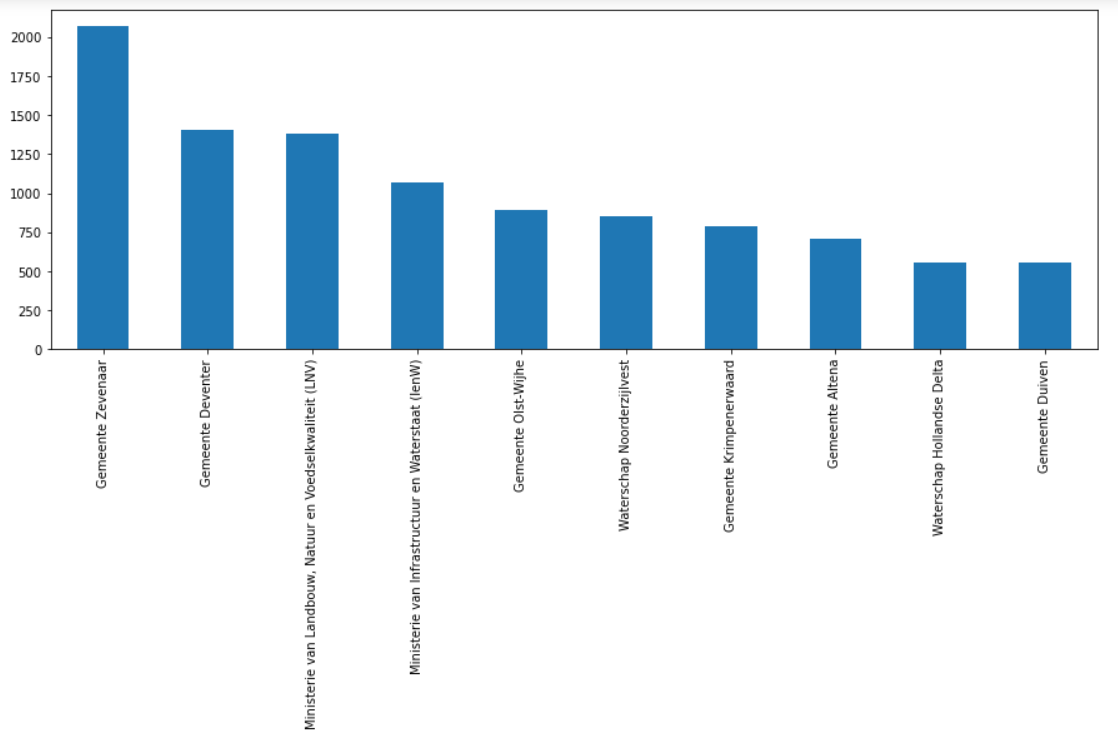 2000
1750
1500
1250
1000
750
500
250
0
Gemeente Zevenaar
Gemeente Deventer
Ministerie van Landbouw, Natuur en Voedselkwaliteit (LNV)
Ministerie van Infrastructuur en Waterstaat (IenW)
Gemeente Olst-Wijhe
Waterschap Noorderzijlvest
Gemeente Krimpenerwaard
Gemeente Altena
Waterschap Hollandse Delta
Gemeente Duiven